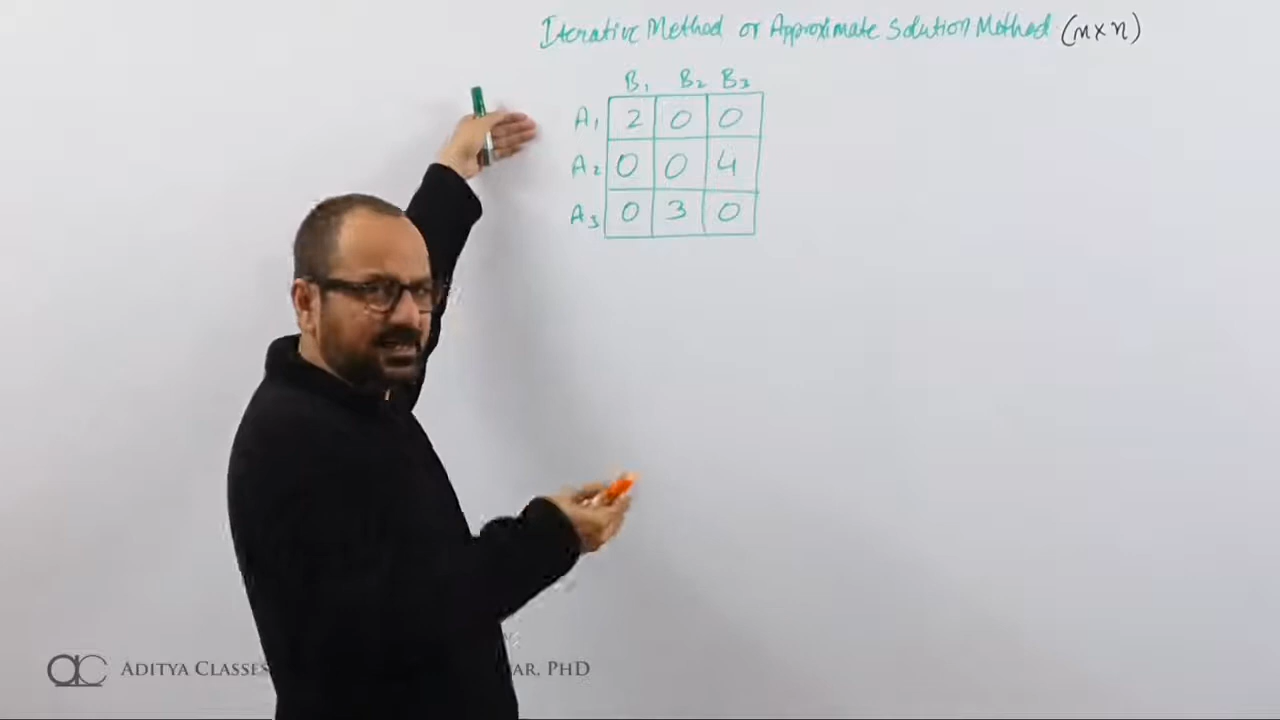 Iterative Method or Approximate Solution Method (n×n)
B1 B2 B3
A1 2 0 0
A2 0 0 4
A3 0 3 0
ac ADITYA CLASSES AR, PHD